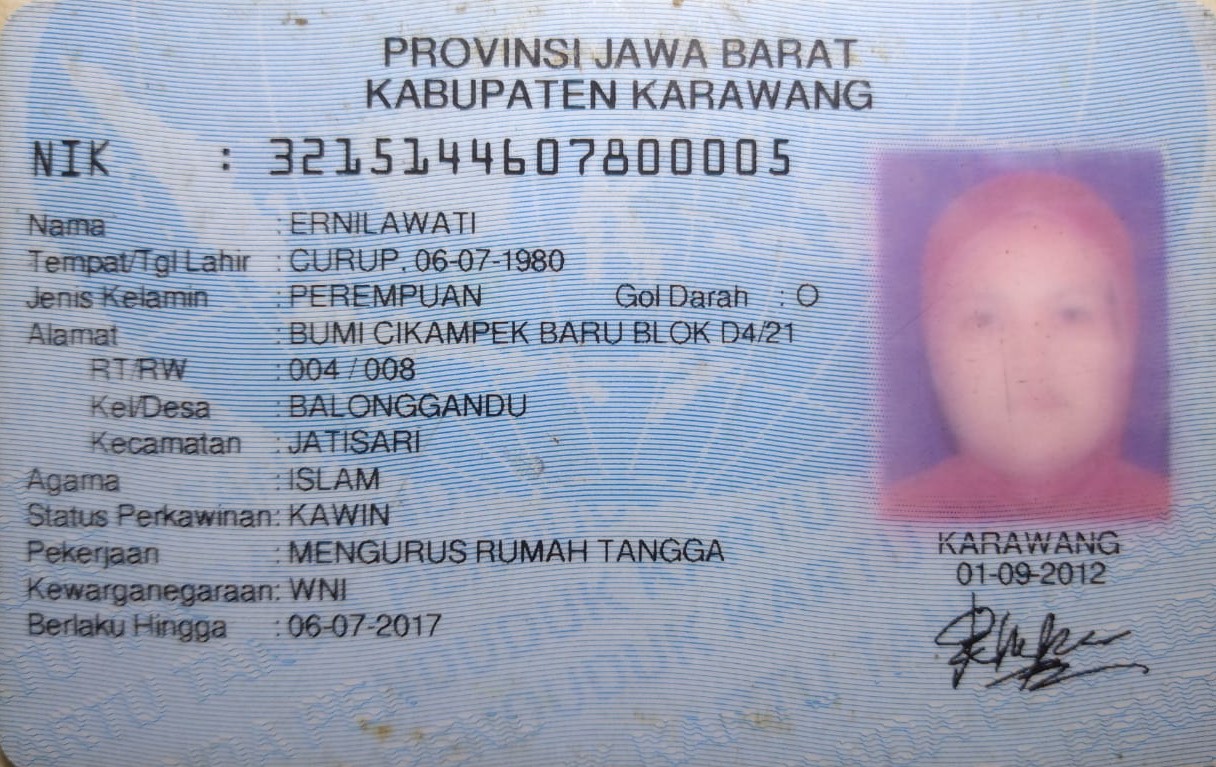 PROVINSI JAWA BARAT
KABUPATEN KARAWANG
NIK : 3215144607800005
Nama : ERNILAWATI
Tempat/Tgl Lahir : CURUP, 06-07-1980
Jenis Kelamin : PEREMPUAN Gol Darah : O
Alamat : BUMI CIKAMPEK BARU BLOK D4/21
RT/RW : 004 / 008
Kel/Desa : BALONGGANDU
Kecamatan : JATISARI
Agama : ISLAM
Status Perkawinan: KAWIN
Pekerjaan : MENGURUS RUMAH TANGGA
Kewarganegaraan: WNI
Berlaku Hingga : 06-07-2017
KARAWANG
01-09-2012